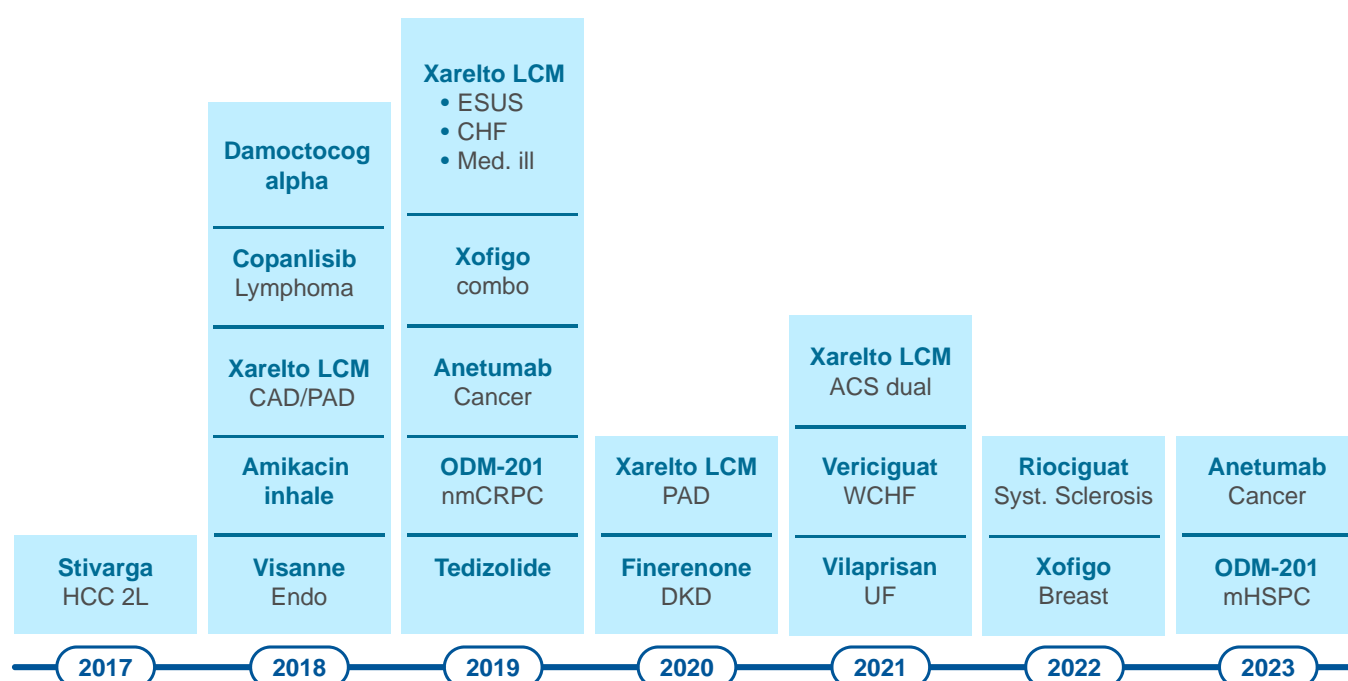 Stivarga
HCC 2L
2017
Damoctocog
alpha
Copanlisib
Lymphoma
Xarelto LCM
CAD/PAD
Amikacin
inhale
Visanne
Endo
2018
Xarelto LCM
• ESUS
• CHF
• Med. ill
Xofigo
combo
Anetumab
Cancer
ODM-201
nmCRPC
Tedizolide
2019
Xarelto LCM
PAD
Finerenone
DKD
2020
Xarelto LCM
ACS dual
Vericiguat
WCHF
Vilaprisan
UF
2021
Riociguat
Syst. Sclerosis
Xofigo
Breast
2022
Anetumab
Cancer
ODM-201
mHSPC
2023